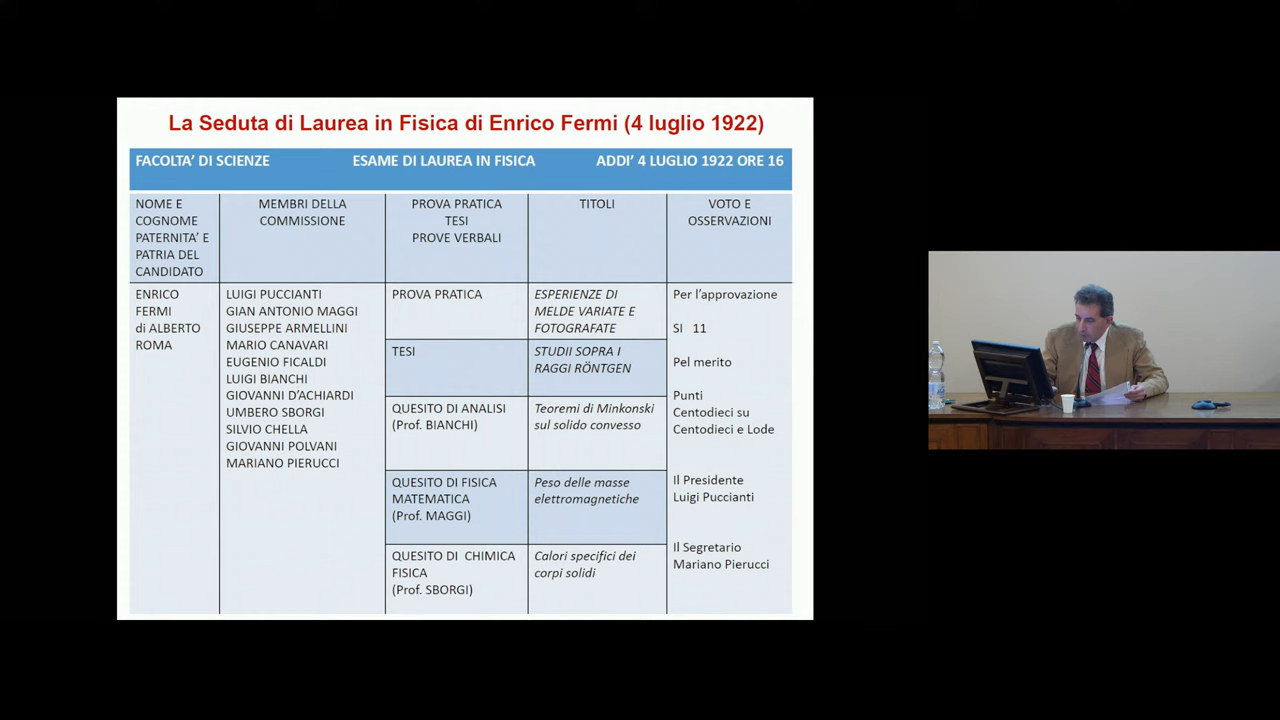 La Seduta di Laurea in Fisica di Enrico Fermi (4 luglio 1922)
FACOLTA' DI SCIENZE ESAME DI LAUREA IN FISICA ADDI' 4 LUGLIO 1922 ORE 16
NOME E
COGNOME
PATERNITA' E
PATRIA DEL
CANDIDATO
MEMBRI DELLA
COMMISSIONE
PROVA PRATICA
TESI
PROVE VERBALI
TITOLI
VOTO E
OSSERVAZIONI
ENRICO
FERMI
di ALBERTO
ROMA
LUIGI PUCCIANTI
GIAN ANTONIO MAGGI
GIUSEPPE ARMELLINI
MARIO CANAVARI
EUGENIO FICALDI
LUIGI BIANCHI
GIOVANNI D'ACHIARDI
UMBERO SBORGI
SILVIO CHELLA
GIOVANNI POLVANI
MARIANO PIERUCCI
PROVA PRATICA
ESPERIENZE DI
MELDE VARIATE E
FOTOGRAFATE
TESI
STUDII SOPRA I
RAGGI RÖNTGEN
QUESITO DI ANALISI
(Prof. BIANCHI)
Teoremi di Minkonski
sul solido convesso
QUESITO DI FISICA
MATEMATICA
(Prof. MAGGI)
Peso delle masse
elettromagnetiche
QUESITO DI CHIMICA
FISICA
(Prof. SBORGI)
Calori specifici dei
corpi solidi
Per l'approvazione
SI 11
Pel merito
Punti
Centodieci su
Centodieci e Lode
Il Presidente
Luigi Puccianti
Il Segretario
Mariano Pierucci